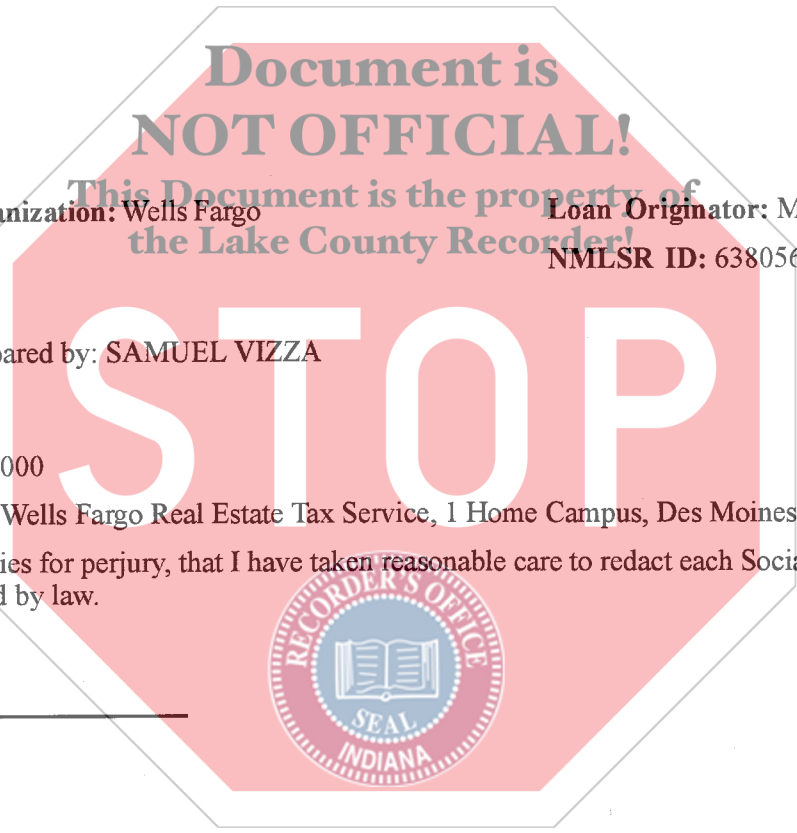 Document is
NOT OFFICIAL!
This Document is the property of
the Lake County Recorder!
anization: Wells Fargo Loan Originator: M
NMLSR ID: 638056
pared by: SAMUEL VIZZA
STOP
000
Wells Fargo Real Estate Tax Service, 1 Home Campus, Des Moines
ies for perjury, that I have taken reasonable care to redact each Socia
d by law.
RECORDER'S OFFICE
SEAL
INDIANA